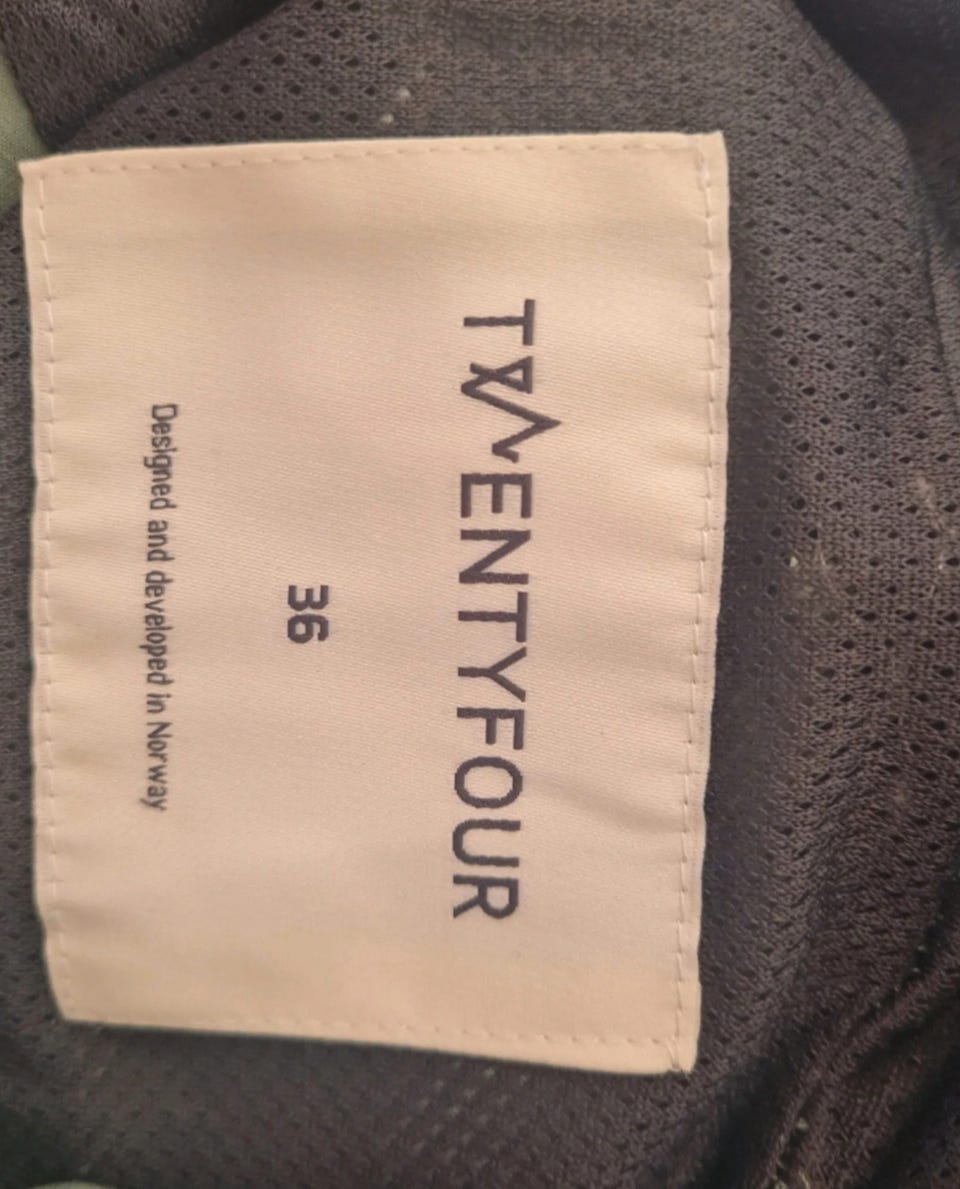 TWENTYFOUR
36
Designed and developed in Norway